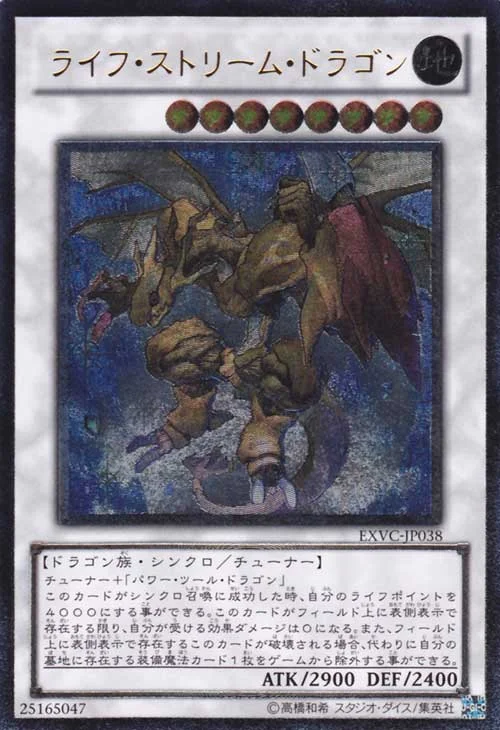 ライフ・ストリーム・ドラゴン
EXVC-JP038
【ドラゴン族・シンクロ/チューナー】
チューナー+「パワー・ツール・ドラゴン」
このカードがシンクロ召喚に成功した時、自分のライフポイントを
4000にする事ができる。このカードがフィールド上に表側表示で
存在する限り、自分が受ける効果ダメージは0になる。また、フィールド
上に表側表示で存在するこのカードが破壊される場合、代わりに自分の
墓地に存在する装備魔法カード1枚をゲームから除外する事ができる。
ATK/2900 DEF/2400
25165047 ©高橋和希 スタジオ・ダイス/集英社